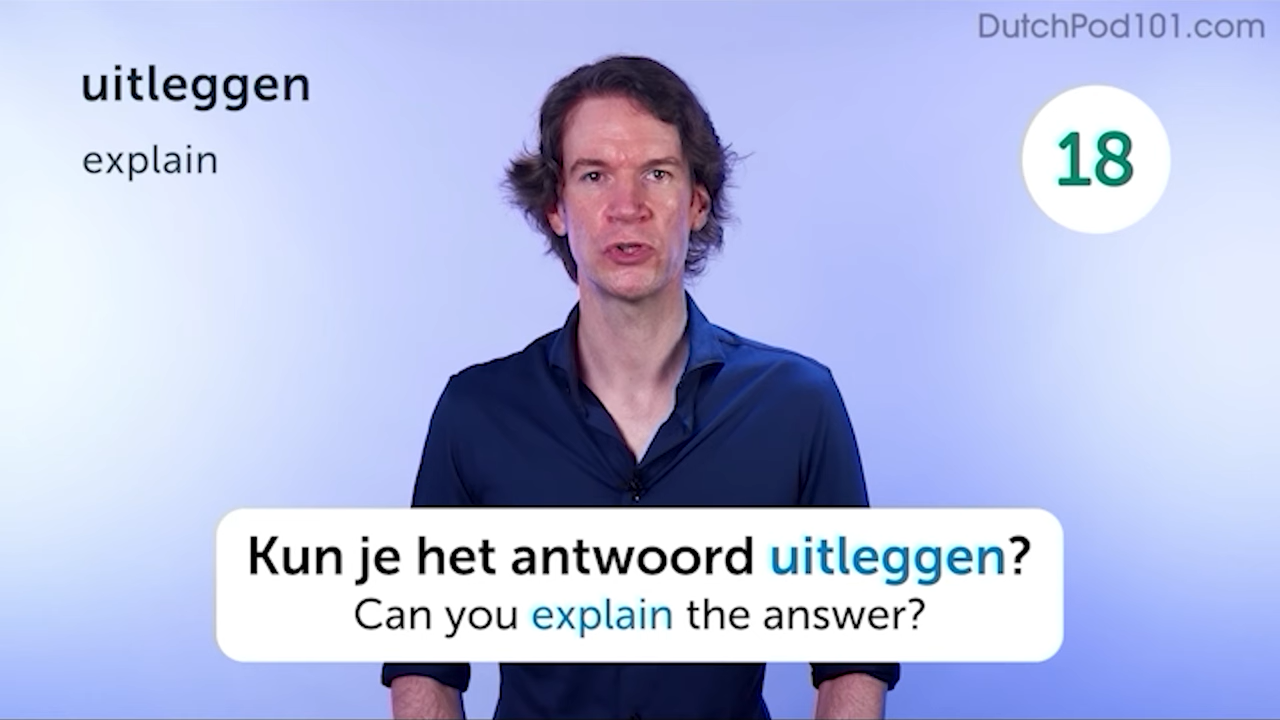 DutchPod101.com
uitleggen
explain
18
Kun je het antwoord uitleggen?
Can you explain the answer?